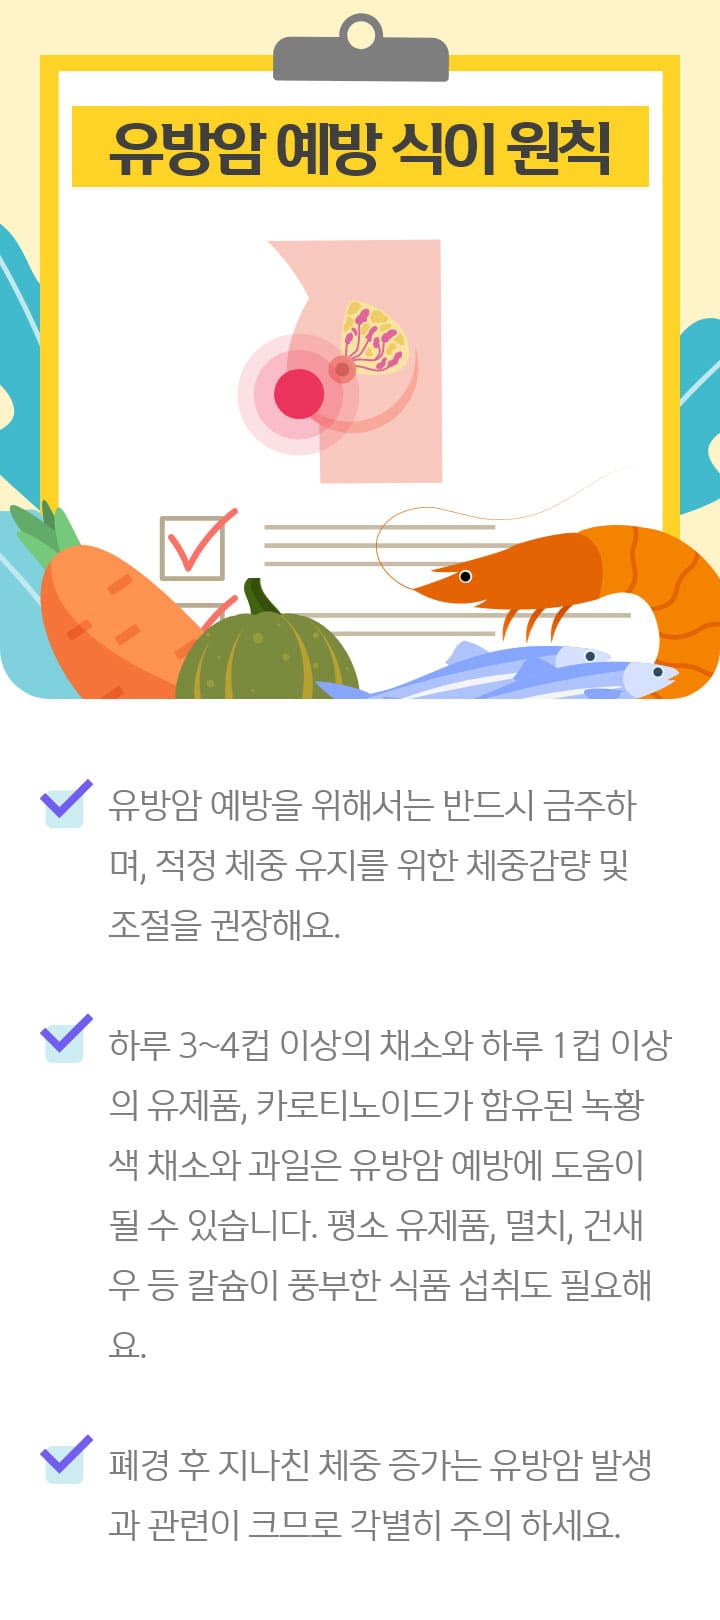 유방암 예방 식이 원칙
유방암 예방을 위해서는 반드시 금주하
며, 적정 체중 유지를 위한 체중감량 및
조절을 권장해요.
하루 3~4컵 이상의 채소와 하루 1컵 이상
의 유제품, 카로티노이드가 함유된 녹황
색 채소와 과일은 유방암 예방에 도움이
될 수 있습니다. 평소 유제품, 멸치, 건새
우 등 칼슘이 풍부한 식품 섭취도 필요해
요.
폐경 후 지나친 체중 증가는 유방암 발생
과 관련이 크므로 각별히 주의 하세요.